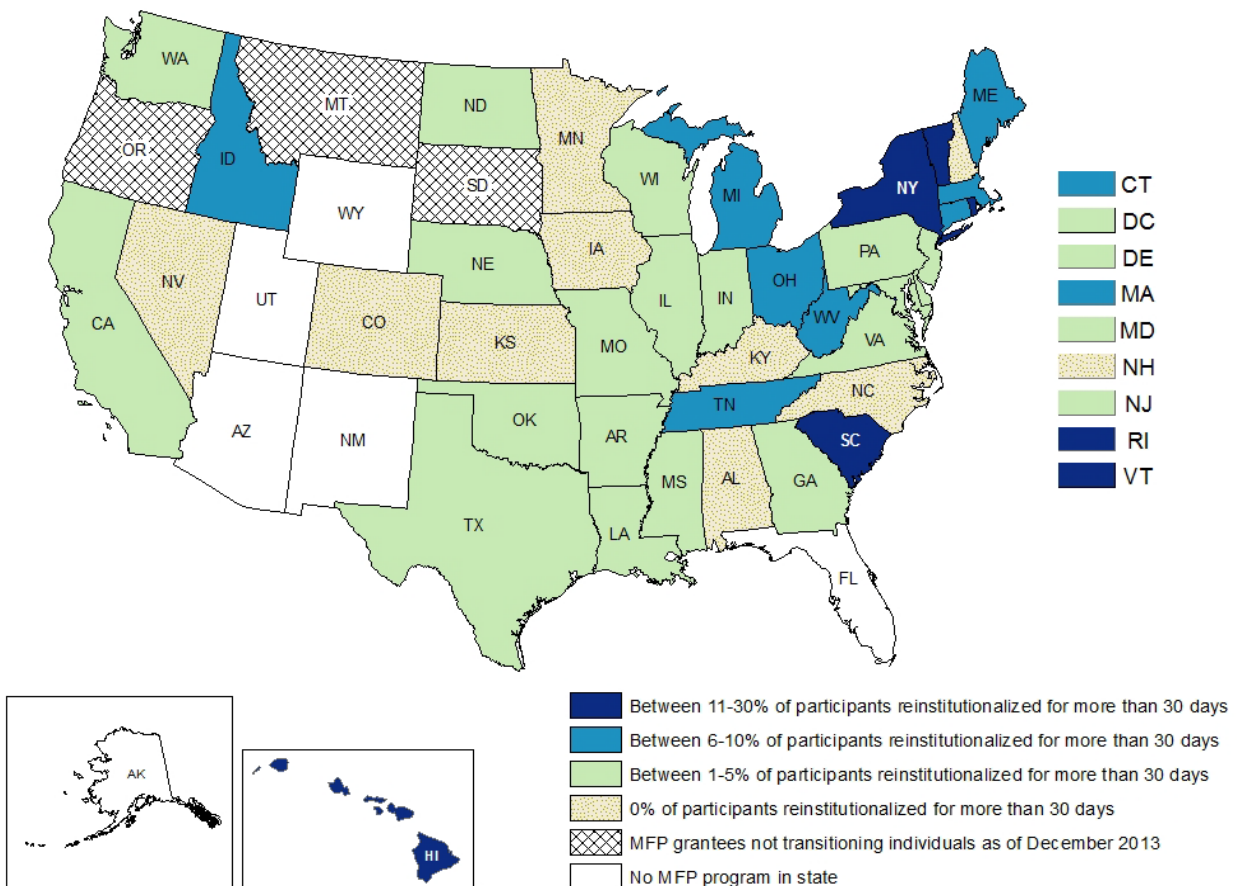 WA
MT
ND
MN
ME
OR
ID
SD
WI
MI
NY
WY
NV
UT
NE
IA
PA
CA
CO
KS
MO
IL
IN
OH
WV
VA
KY
NC
TN
AZ
NM
OK
AR
SC
MS
AL
GA
TX
LA
FL
CT
DC
DE
MA
MD
NH
NJ
RI
VT
AK
HI
Between 11-30% of participants reinstitutionalized for more than 30 days
Between 6-10% of participants reinstitutionalized for more than 30 days
Between 1-5% of participants reinstitutionalized for more than 30 days
0% of participants reinstitutionalized for more than 30 days
MFP grantees not transitioning individuals as of December 2013
No MFP program in state